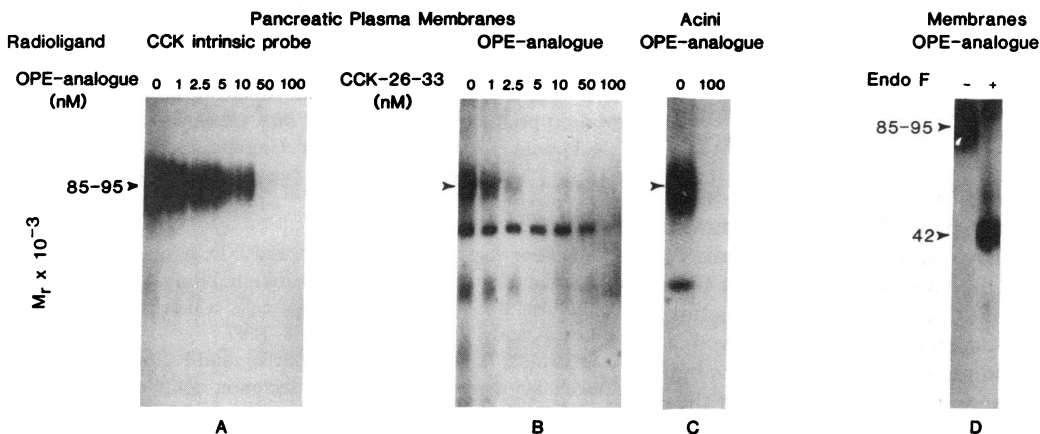 Pancreatic Plasma Membranes
Acini
Membranes
Radioligand
CCK intrinsic probe
OPE-analogue
OPE-analogue
OPE-analogue
OPE-analogue
(nM)
0 1 2.5 5 10 50 100
CCK-26-33
(nM)
0 1 2.5 5 10 50 100
0 100
Endo F
- +
85-95
85-95
42
Mr x 10⁻³
A
B
C
D